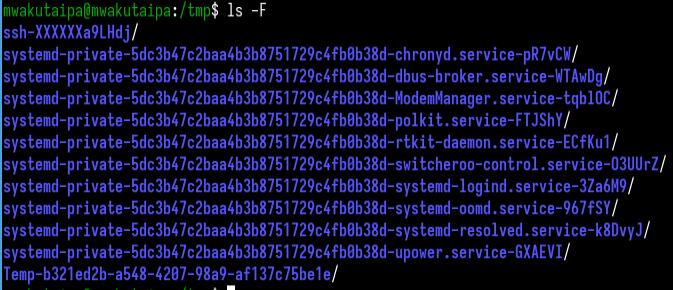 mwakutaipa@mwakutaipa:/tmp$ ls -F
ssh-XXXXXXa9LHdj/
systemd-private-5dc3b47c2baa4b3b8751729c4fb0b38d-chronyd.service-pR7vCW/
systemd-private-5dc3b47c2baa4b3b8751729c4fb0b38d-dbus-broker.service-WTAwDg/
systemd-private-5dc3b47c2baa4b3b8751729c4fb0b38d-ModemManager.service-tqblOC/
systemd-private-5dc3b47c2baa4b3b8751729c4fb0b38d-polkit.service-FTJShY/
systemd-private-5dc3b47c2baa4b3b8751729c4fb0b38d-rtkit-daemon.service-ECfKu1/
systemd-private-5dc3b47c2baa4b3b8751729c4fb0b38d-switcheroo-control.service-O3UUrZ/
systemd-private-5dc3b47c2baa4b3b8751729c4fb0b38d-systemd-logind.service-3Za6M9/
systemd-private-5dc3b47c2baa4b3b8751729c4fb0b38d-systemd-oomd.service-967fSY/
systemd-private-5dc3b47c2baa4b3b8751729c4fb0b38d-systemd-resolved.service-k8DvyJ/
systemd-private-5dc3b47c2baa4b3b8751729c4fb0b38d-upower.service-GXAEVI/
Temp-b321ed2b-a548-4207-98a9-af137c75be1e/